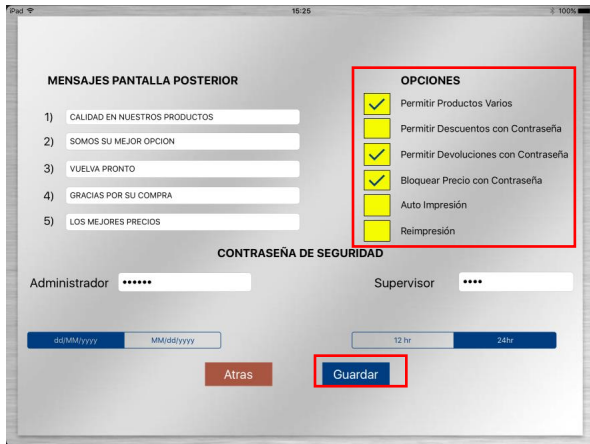 iPad 15:25 100%
MENSAJES PANTALLA POSTERIOR
1) CALIDAD EN NUESTROS PRODUCTOS
2) SOMOS SU MEJOR OPCION
3) VUELVA PRONTO
4) GRACIAS POR SU COMPRA
5) LOS MEJORES PRECIOS
OPCIONES
Permitir Productos Varios
Permitir Descuentos con Contraseña
Permitir Devoluciones con Contraseña
Bloquear Precio con Contraseña
Auto Impresión
Reimpresión
CONTRASEÑA DE SEGURIDAD
Administrador ••••••
Supervisor ••••
dd/MM/yyyy MM/dd/yyyy
12 hr 24hr
Atras Guardar